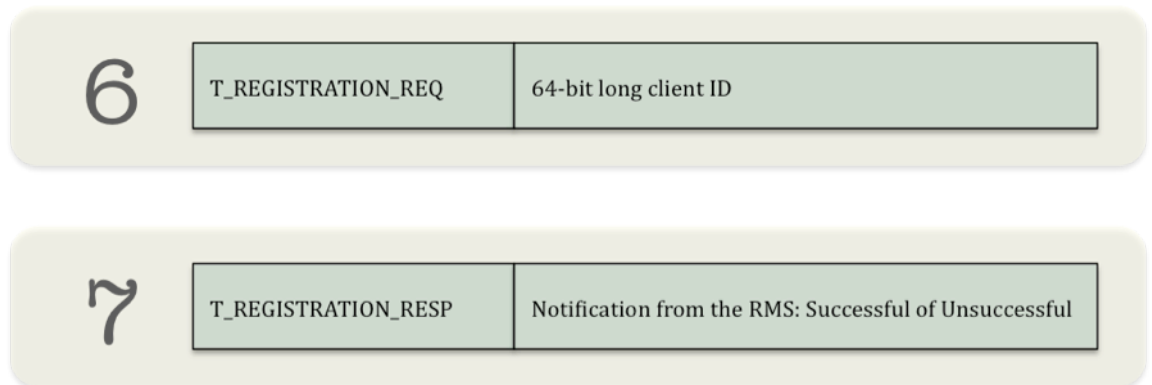 6
T_REGISTRATION_REQ 64-bit long client ID
7
T_REGISTRATION_RESP Notification from the RMS: Successful of Unsuccessful